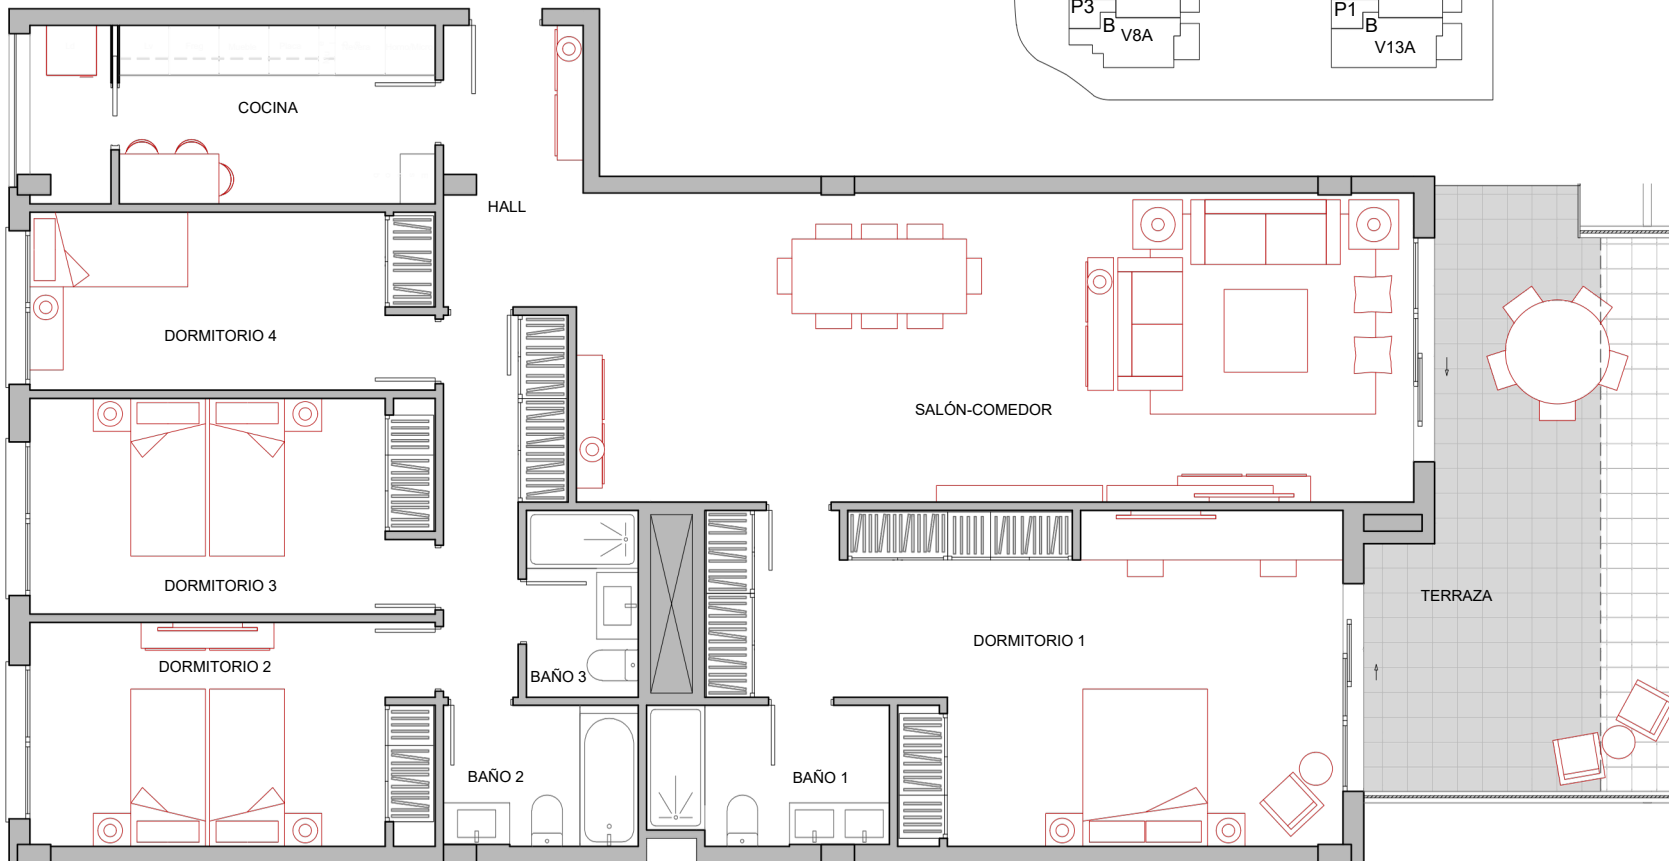 P3
B
V8A
P1
B
V13A
COCINA
HALL
DORMITORIO 4
SALÓN-COMEDOR
DORMITORIO 3
TERRAZA
DORMITORIO 1
DORMITORIO 2
BAÑO 3
BAÑO 2
BAÑO 1